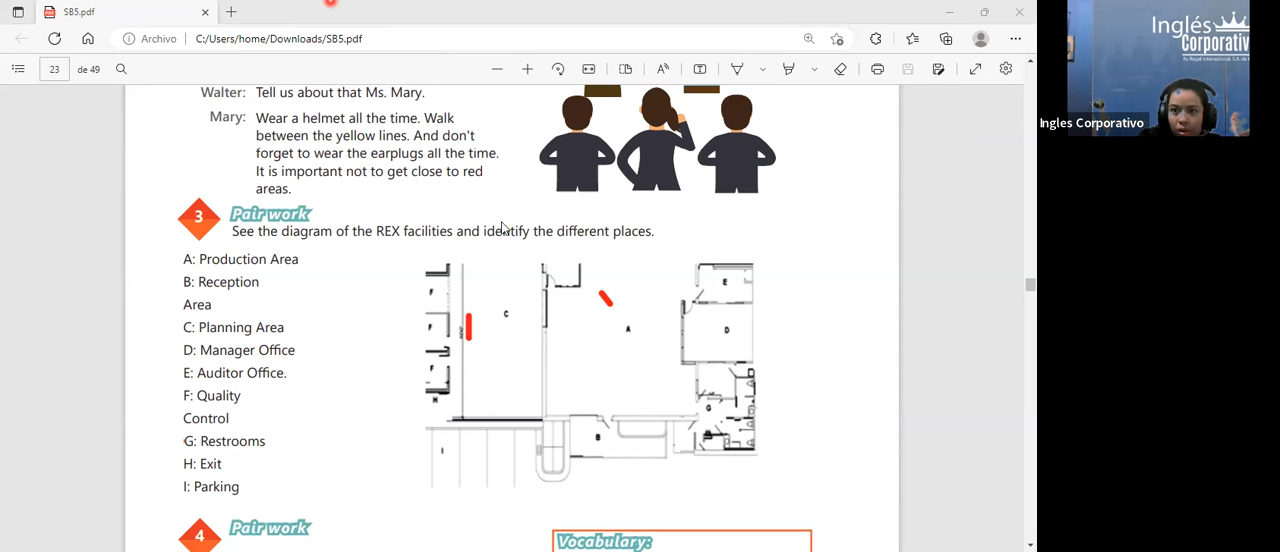 SB5.pdf
Archivo
C:/Users/home/Downloads/SB5.pdf
23
de 49
Walter: Tell us about that Ms. Mary.
Mary: Wear a helmet all the time. Walk
between the yellow lines. And don't
forget to wear the earplugs all the time.
It is important not to get close to red
areas.
3
Pair work
See the diagram of the REX facilities and identify the different places.
A: Production Area
B: Reception
Area
C: Planning Area
D: Manager Office
E: Auditor Office.
F: Quality
Control
G: Restrooms
H: Exit
I: Parking
F
F
F
H
C
A
E
D
G
B
I
4
Pair work
Vocabulary:
Inglés
Corporativ
Ingles Corporativo